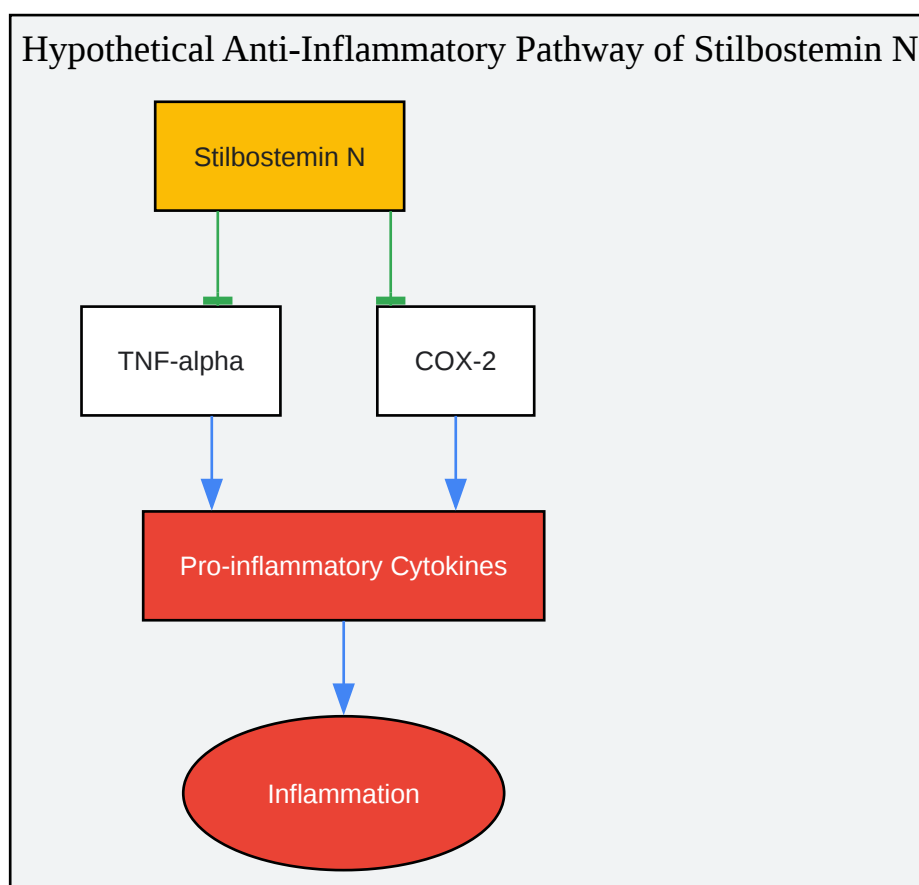 Hypothetical Anti-Inflammatory Pathway of Stilbostemin N
Stilbostemin N
TNF-alpha
COX-2
Pro-inflammatory Cytokines
Inflammation